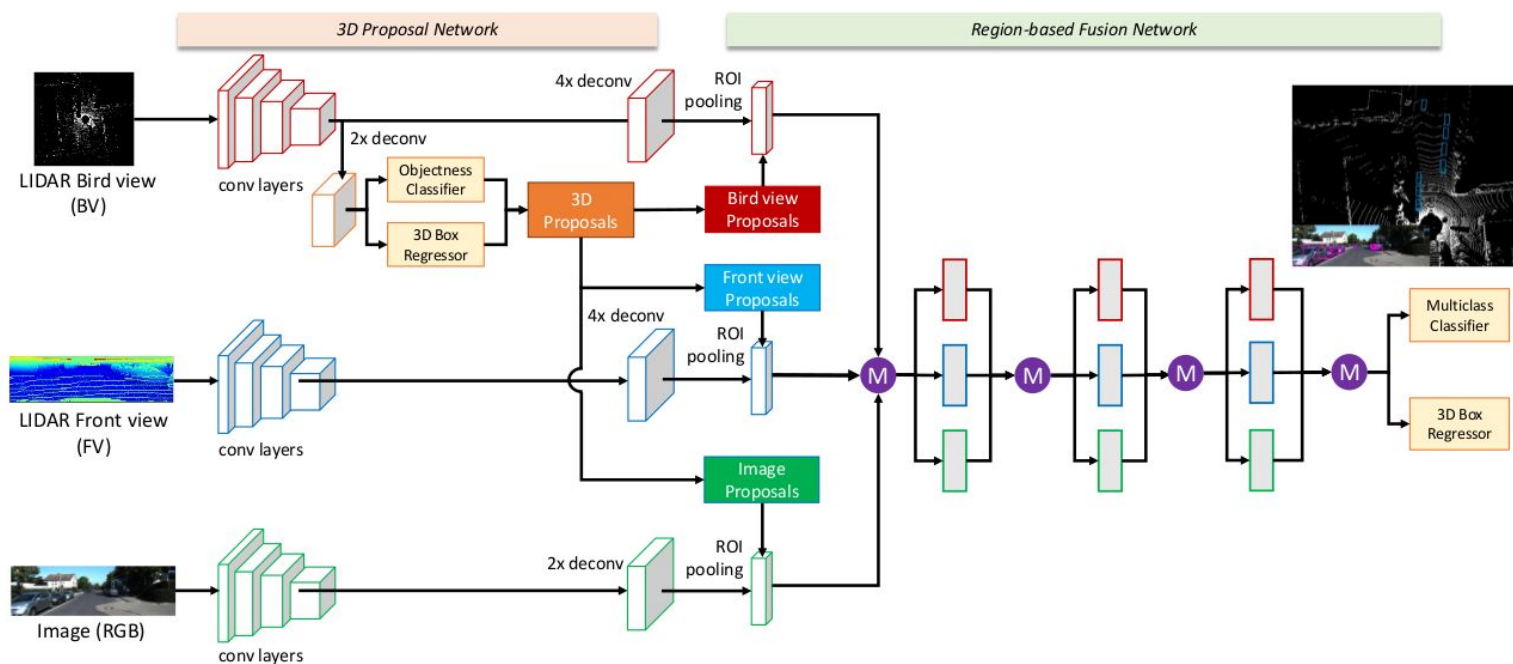 3D Proposal Network
Region-based Fusion Network
LIDAR Bird view
(BV)
conv layers
2x deconv
4x deconv
ROI
pooling
Objectness
Classifier
3D Box
Regressor
3D
Proposals
Bird view
Proposals
Front view
Proposals
LIDAR Front view
(FV)
conv layers
4x deconv
ROI
pooling
Image
Proposals
Image (RGB)
conv layers
2x deconv
ROI
pooling
M
M
M
M
Multiclass
Classifier
3D Box
Regressor